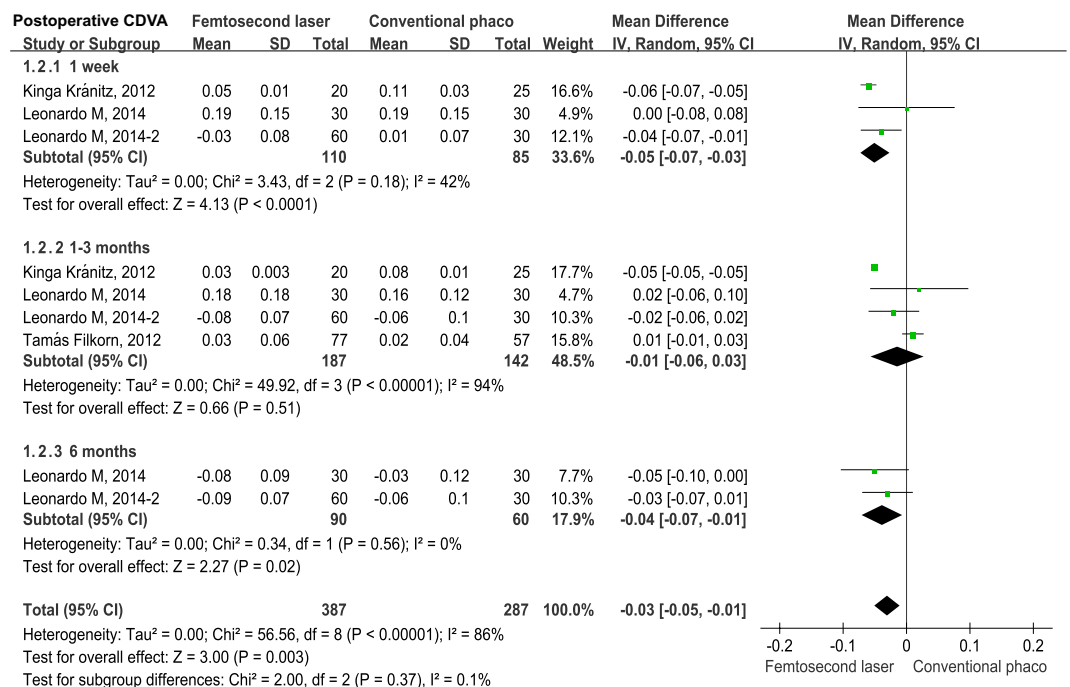 Postoperative CDVA Femtosecond laser Conventional phaco Mean Difference Mean Difference
Study or Subgroup Mean SD Total Mean SD Total Weight IV, Random, 95% CI IV, Random, 95% CI
1.2.1 1 week
Kinga Kránitz, 2012 0.05 0.01 20 0.11 0.03 25 16.6% -0.06 [-0.07, -0.05]
Leonardo M, 2014 0.19 0.15 30 0.19 0.15 30 4.9% 0.00 [-0.08, 0.08]
Leonardo M, 2014-2 -0.03 0.08 60 0.01 0.07 30 12.1% -0.04 [-0.07, -0.01]
Subtotal (95% CI) 110 85 33.6% -0.05 [-0.07, -0.03]
Heterogeneity: Tau² = 0.00; Chi² = 3.43, df = 2 (P = 0.18); I² = 42%
Test for overall effect: Z = 4.13 (P < 0.0001)
1.2.2 1-3 months
Kinga Kránitz, 2012 0.03 0.003 20 0.08 0.01 25 17.7% -0.05 [-0.05, -0.05]
Leonardo M, 2014 0.18 0.18 30 0.16 0.12 30 4.7% 0.02 [-0.06, 0.10]
Leonardo M, 2014-2 -0.08 0.07 60 -0.06 0.1 30 10.3% -0.02 [-0.06, 0.02]
Tamás Filkorn, 2012 0.03 0.06 77 0.02 0.04 57 15.8% 0.01 [-0.01, 0.03]
Subtotal (95% CI) 187 142 48.5% -0.01 [-0.06, 0.03]
Heterogeneity: Tau² = 0.00; Chi² = 49.92, df = 3 (P < 0.00001); I² = 94%
Test for overall effect: Z = 0.66 (P = 0.51)
1.2.3 6 months
Leonardo M, 2014 -0.08 0.09 30 -0.03 0.12 30 7.7% -0.05 [-0.10, 0.00]
Leonardo M, 2014-2 -0.09 0.07 60 -0.06 0.1 30 10.3% -0.03 [-0.07, 0.01]
Subtotal (95% CI) 90 60 17.9% -0.04 [-0.07, -0.01]
Heterogeneity: Tau² = 0.00; Chi² = 0.34, df = 1 (P = 0.56); I² = 0%
Test for overall effect: Z = 2.27 (P = 0.02)
Total (95% CI) 387 287 100.0% -0.03 [-0.05, -0.01]
Heterogeneity: Tau² = 0.00; Chi² = 56.56, df = 8 (P < 0.00001); I² = 86%
Test for overall effect: Z = 3.00 (P = 0.003)
Test for subgroup differences: Chi² = 2.00, df = 2 (P = 0.37), I² = 0.1%
-0.2 -0.1 0 0.1 0.2
Femtosecond laser Conventional phaco